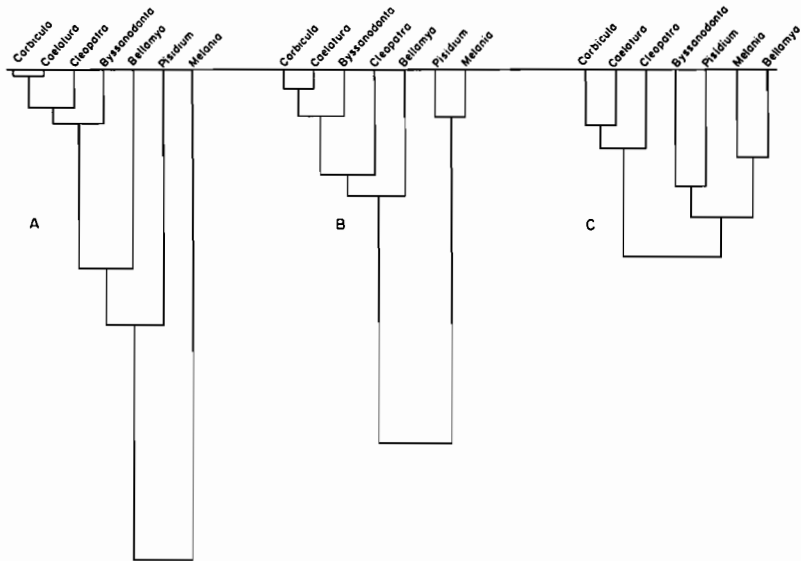 Corbicula Caelatura Cleopatra Byssanodonta Bellamya Pisidium Melania
Corbicula Caelatura Byssanodonta Cleopatra Bellamya Pisidium Melania
Corbicula Caelatura Cleopatra Byssanodonta Pisidium Melania Bellamya
A
B
C